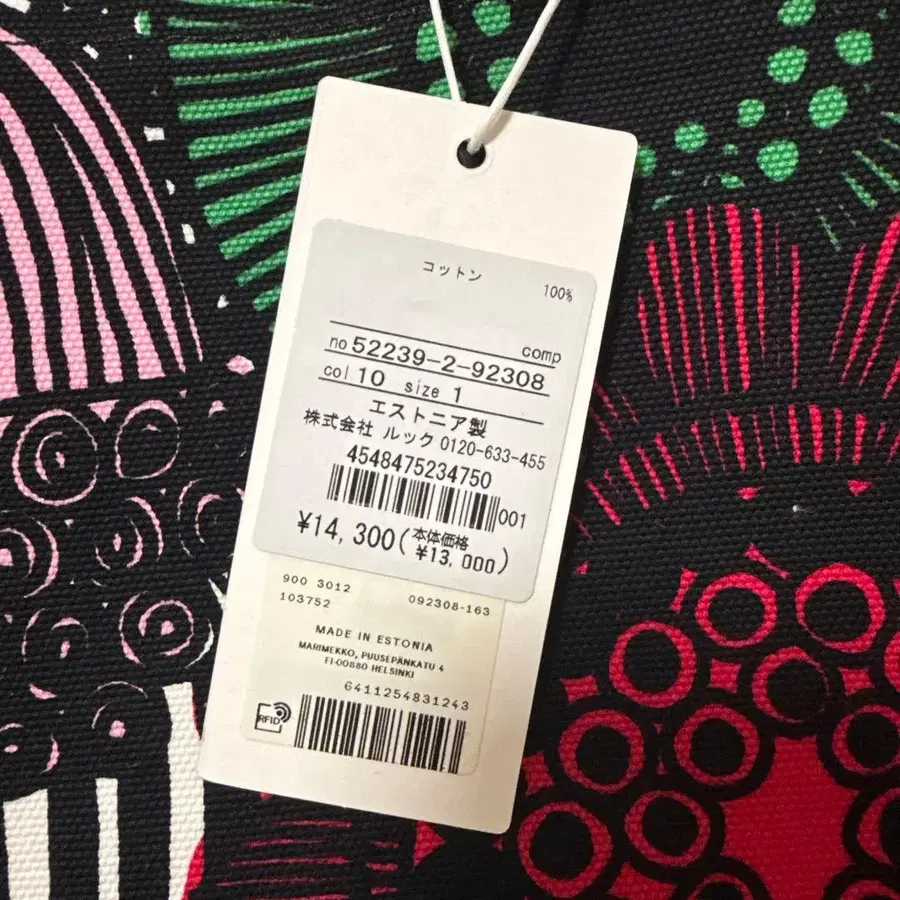 コットン 100%
comp
no 52239-2-92308
col 10 size 1
エストニア製
株式会社 ルック 0120-633-455
4548475234750
001
¥14,300(本体価格 ¥13,000)
900 3012
103752 092308-163
MADE IN ESTONIA
MARIMEKKO, PUUSEPÄNKATU 4
FI-00880 HELSINKI
6411254831243
RFID